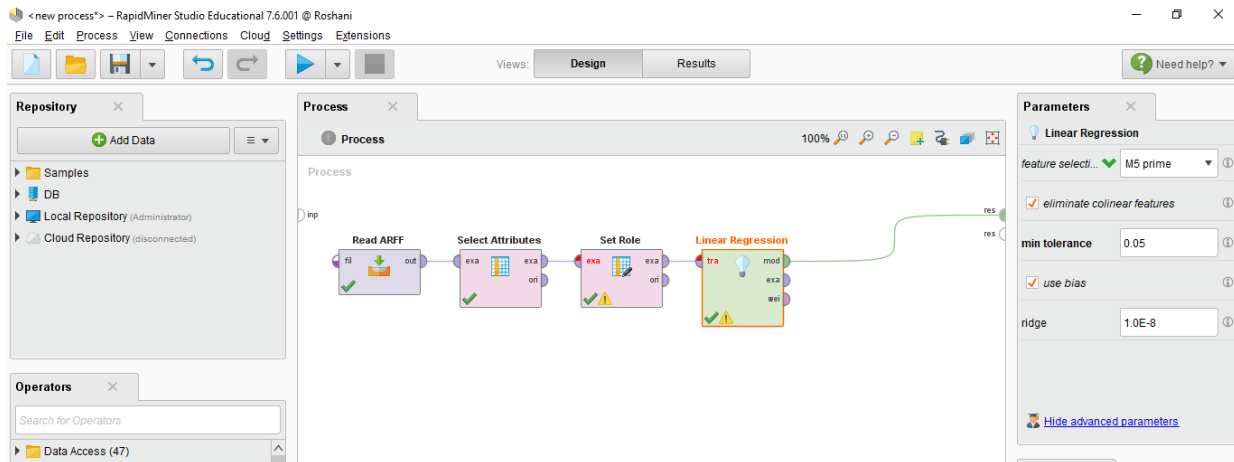 <new process*> – RapidMiner Studio Educational 7.6.001 @ Roshani
File Edit Process View Connections Cloud Settings Extensions
Views: Design Results Need help?
Repository
Add Data
Samples
DB
Local Repository (Administrator)
Cloud Repository (disconnected)
Operators
Search for Operators
Data Access (47)
Process
Process 100%
Process
inp
res
res
Read ARFF
fil out
Select Attributes
exa exa
ori
Set Role
exa exa
ori
Linear Regression
tra mod
exa
wei
Parameters
Linear Regression
feature selecti... M5 prime
eliminate colinear features
min tolerance 0.05
use bias
ridge 1.0E-8
Hide advanced parameters